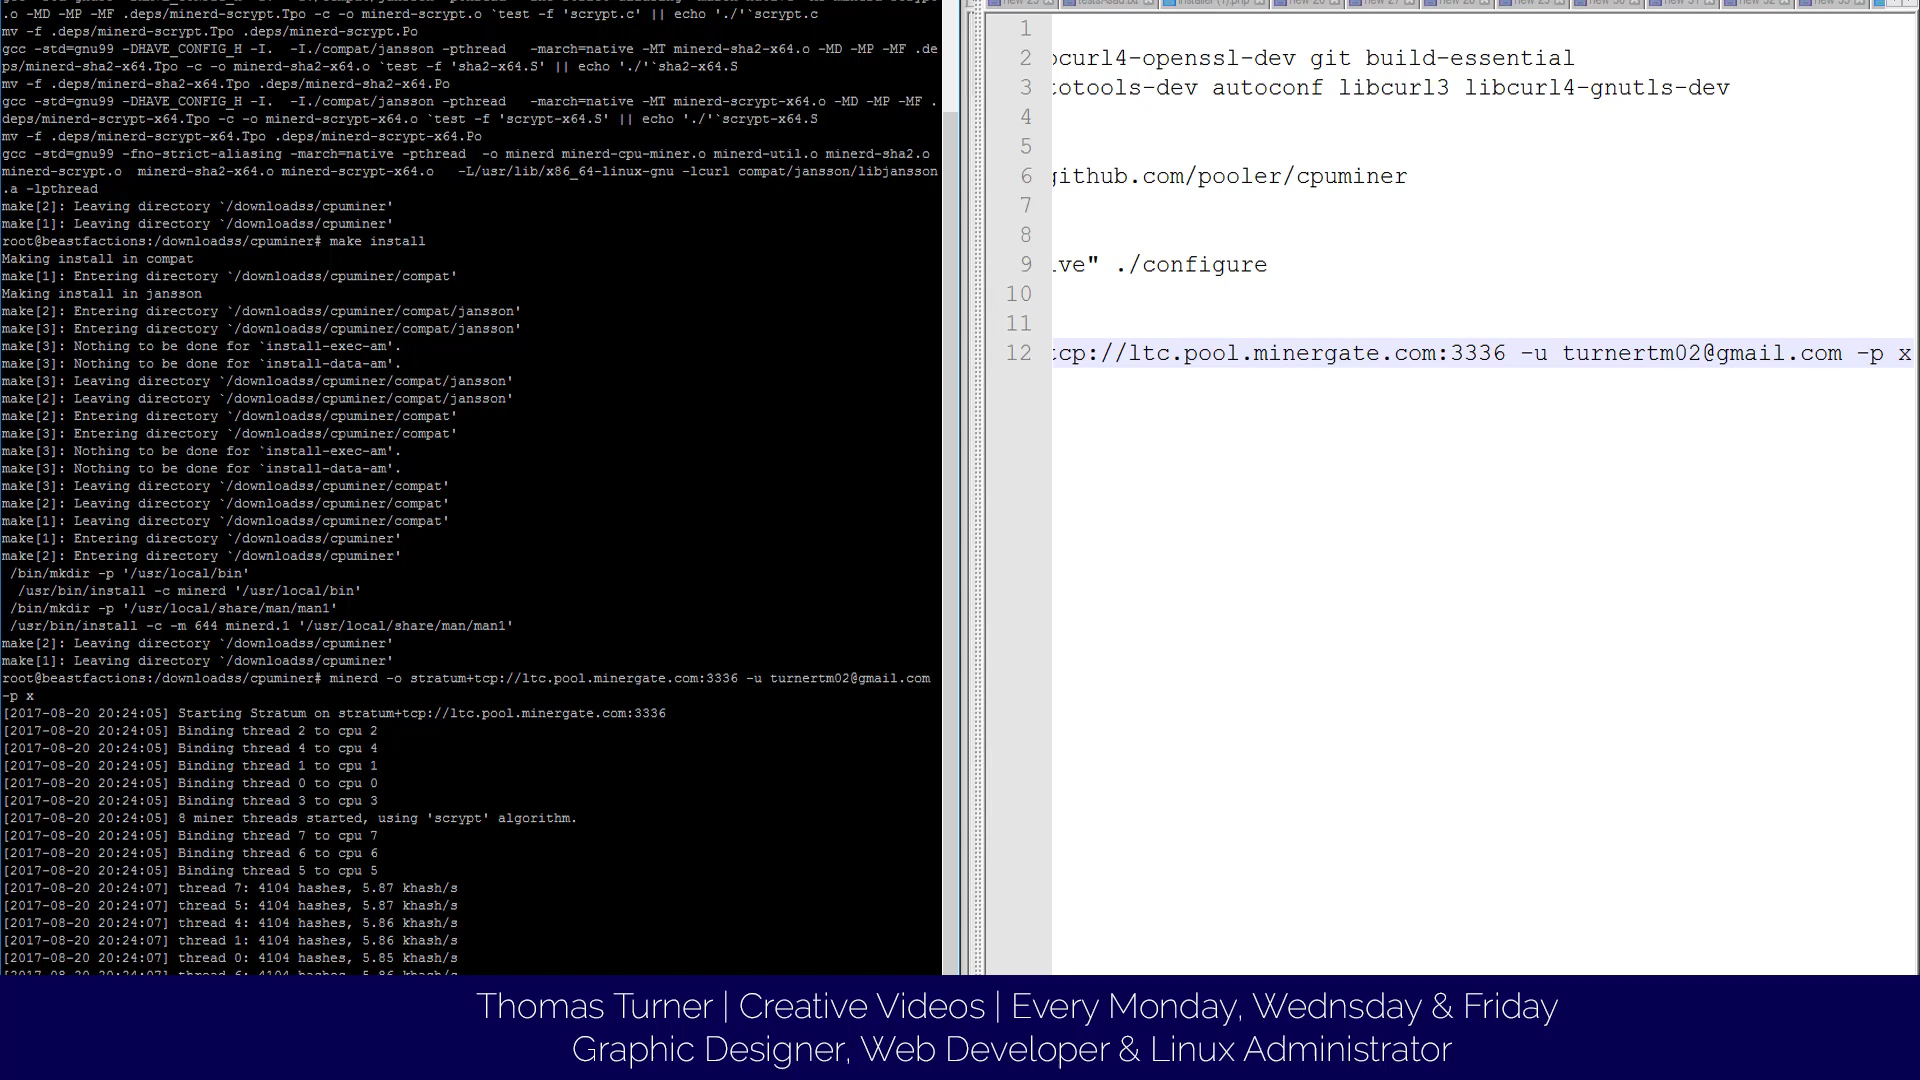 .o -MD -MP -MF .deps/minerd-scrypt.Tpo -c -o minerd-scrypt.o `test -f 'scrypt.c' || echo './'`scrypt.c
mv -f .deps/minerd-scrypt.Tpo .deps/minerd-scrypt.Po
gcc -std=gnu99 -DHAVE_CONFIG_H -I.  -I./compat/jansson -pthread   -march=native -MT minerd-sha2-x64.o -MD -MP -MF .de
ps/minerd-sha2-x64.Tpo -c -o minerd-sha2-x64.o `test -f 'sha2-x64.S' || echo './'`sha2-x64.S
mv -f .deps/minerd-sha2-x64.Tpo .deps/minerd-sha2-x64.Po
gcc -std=gnu99 -DHAVE_CONFIG_H -I.  -I./compat/jansson -pthread   -march=native -MT minerd-scrypt-x64.o -MD -MP -MF .
deps/minerd-scrypt-x64.Tpo -c -o minerd-scrypt-x64.o `test -f 'scrypt-x64.S' || echo './'`scrypt-x64.S
mv -f .deps/minerd-scrypt-x64.Tpo .deps/minerd-scrypt-x64.Po
gcc -std=gnu99 -fno-strict-aliasing -march=native -pthread  -o minerd minerd-cpu-miner.o minerd-util.o minerd-sha2.o
minerd-scrypt.o  minerd-sha2-x64.o minerd-scrypt-x64.o   -L/usr/lib/x86_64-linux-gnu -lcurl compat/jansson/libjansson
.a -lpthread
make[2]: Leaving directory `/downloadss/cpuminer'
make[1]: Leaving directory `/downloadss/cpuminer'
root@beastfactions:/downloadss/cpuminer# make install
Making install in compat
make[1]: Entering directory `/downloadss/cpuminer/compat'
Making install in jansson
make[2]: Entering directory `/downloadss/cpuminer/compat/jansson'
make[3]: Entering directory `/downloadss/cpuminer/compat/jansson'
make[3]: Nothing to be done for `install-exec-am'.
make[3]: Nothing to be done for `install-data-am'.
make[3]: Leaving directory `/downloadss/cpuminer/compat/jansson'
make[2]: Leaving directory `/downloadss/cpuminer/compat/jansson'
make[2]: Entering directory `/downloadss/cpuminer/compat'
make[3]: Entering directory `/downloadss/cpuminer/compat'
make[3]: Nothing to be done for `install-exec-am'.
make[3]: Nothing to be done for `install-data-am'.
make[3]: Leaving directory `/downloadss/cpuminer/compat'
make[2]: Leaving directory `/downloadss/cpuminer/compat'
make[1]: Leaving directory `/downloadss/cpuminer/compat'
make[1]: Entering directory `/downloadss/cpuminer'
make[2]: Entering directory `/downloadss/cpuminer'
/bin/mkdir -p '/usr/local/bin'
/usr/bin/install -c minerd '/usr/local/bin'
/bin/mkdir -p '/usr/local/share/man/man1'
/usr/bin/install -c -m 644 minerd.1 '/usr/local/share/man/man1'
make[2]: Leaving directory `/downloadss/cpuminer'
make[1]: Leaving directory `/downloadss/cpuminer'
root@beastfactions:/downloadss/cpuminer# minerd -o stratum+tcp://ltc.pool.minergate.com:3336 -u turnertm02@gmail.com
-p x
[2017-08-20 20:24:05] Starting Stratum on stratum+tcp://ltc.pool.minergate.com:3336
[2017-08-20 20:24:05] Binding thread 2 to cpu 2
[2017-08-20 20:24:05] Binding thread 4 to cpu 4
[2017-08-20 20:24:05] Binding thread 1 to cpu 1
[2017-08-20 20:24:05] Binding thread 0 to cpu 0
[2017-08-20 20:24:05] Binding thread 3 to cpu 3
[2017-08-20 20:24:05] 8 miner threads started, using 'scrypt' algorithm.
[2017-08-20 20:24:05] Binding thread 7 to cpu 7
[2017-08-20 20:24:05] Binding thread 6 to cpu 6
[2017-08-20 20:24:05] Binding thread 5 to cpu 5
[2017-08-20 20:24:07] thread 7: 4104 hashes, 5.87 khash/s
[2017-08-20 20:24:07] thread 5: 4104 hashes, 5.87 khash/s
[2017-08-20 20:24:07] thread 4: 4104 hashes, 5.86 khash/s
[2017-08-20 20:24:07] thread 1: 4104 hashes, 5.86 khash/s
[2017-08-20 20:24:07] thread 0: 4104 hashes, 5.85 khash/s
[2017-08-20 20:24:07] thread 6: 4104 hashes, 5.86 khash/s
1
2 curl4-openssl-dev git build-essential
3 totools-dev autoconf libcurl3 libcurl4-gnutls-dev
4
5
6 github.com/pooler/cpuminer
7
8
9 ive" ./configure
10
11
12 tcp://ltc.pool.minergate.com:3336 -u turnertm02@gmail.com -p x
Thomas Turner | Creative Videos | Every Monday, Wednsday & Friday
Graphic Designer, Web Developer & Linux Administrator